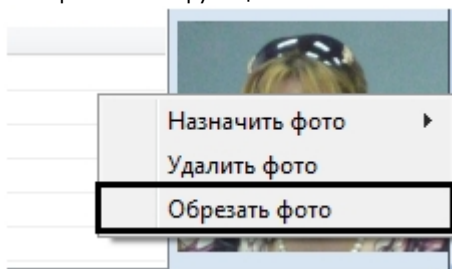 Назначить фото
Удалить фото
Обрезать фото